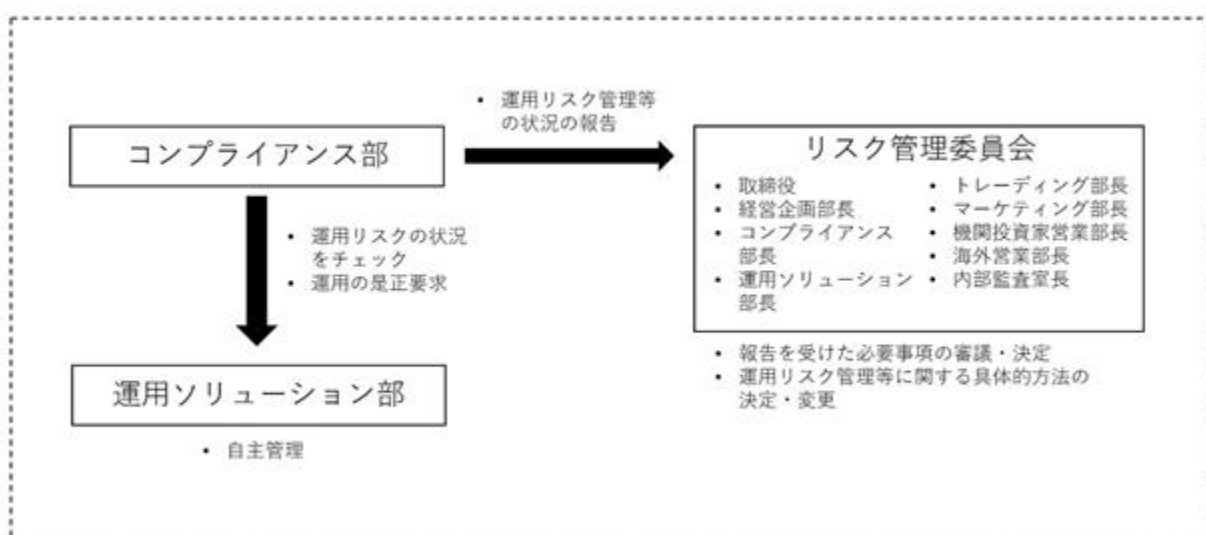 • 運用リスク管理等
の状況の報告
コンプライアンス部
• 運用リスクの状況
をチェック
• 運用の是正要求
運用ソリューション部
• 自主管理
リスク管理委員会
• 取締役
• 経営企画部長
• コンプライアンス
部長
• 運用ソリューション
部長
• トレーディング部長
• マーケティング部長
• 機関投資家営業部長
• 海外営業部長
• 内部監査室長
• 報告を受けた必要事項の審議・決定
• 運用リスク管理等に関する具体的方法の
決定・変更